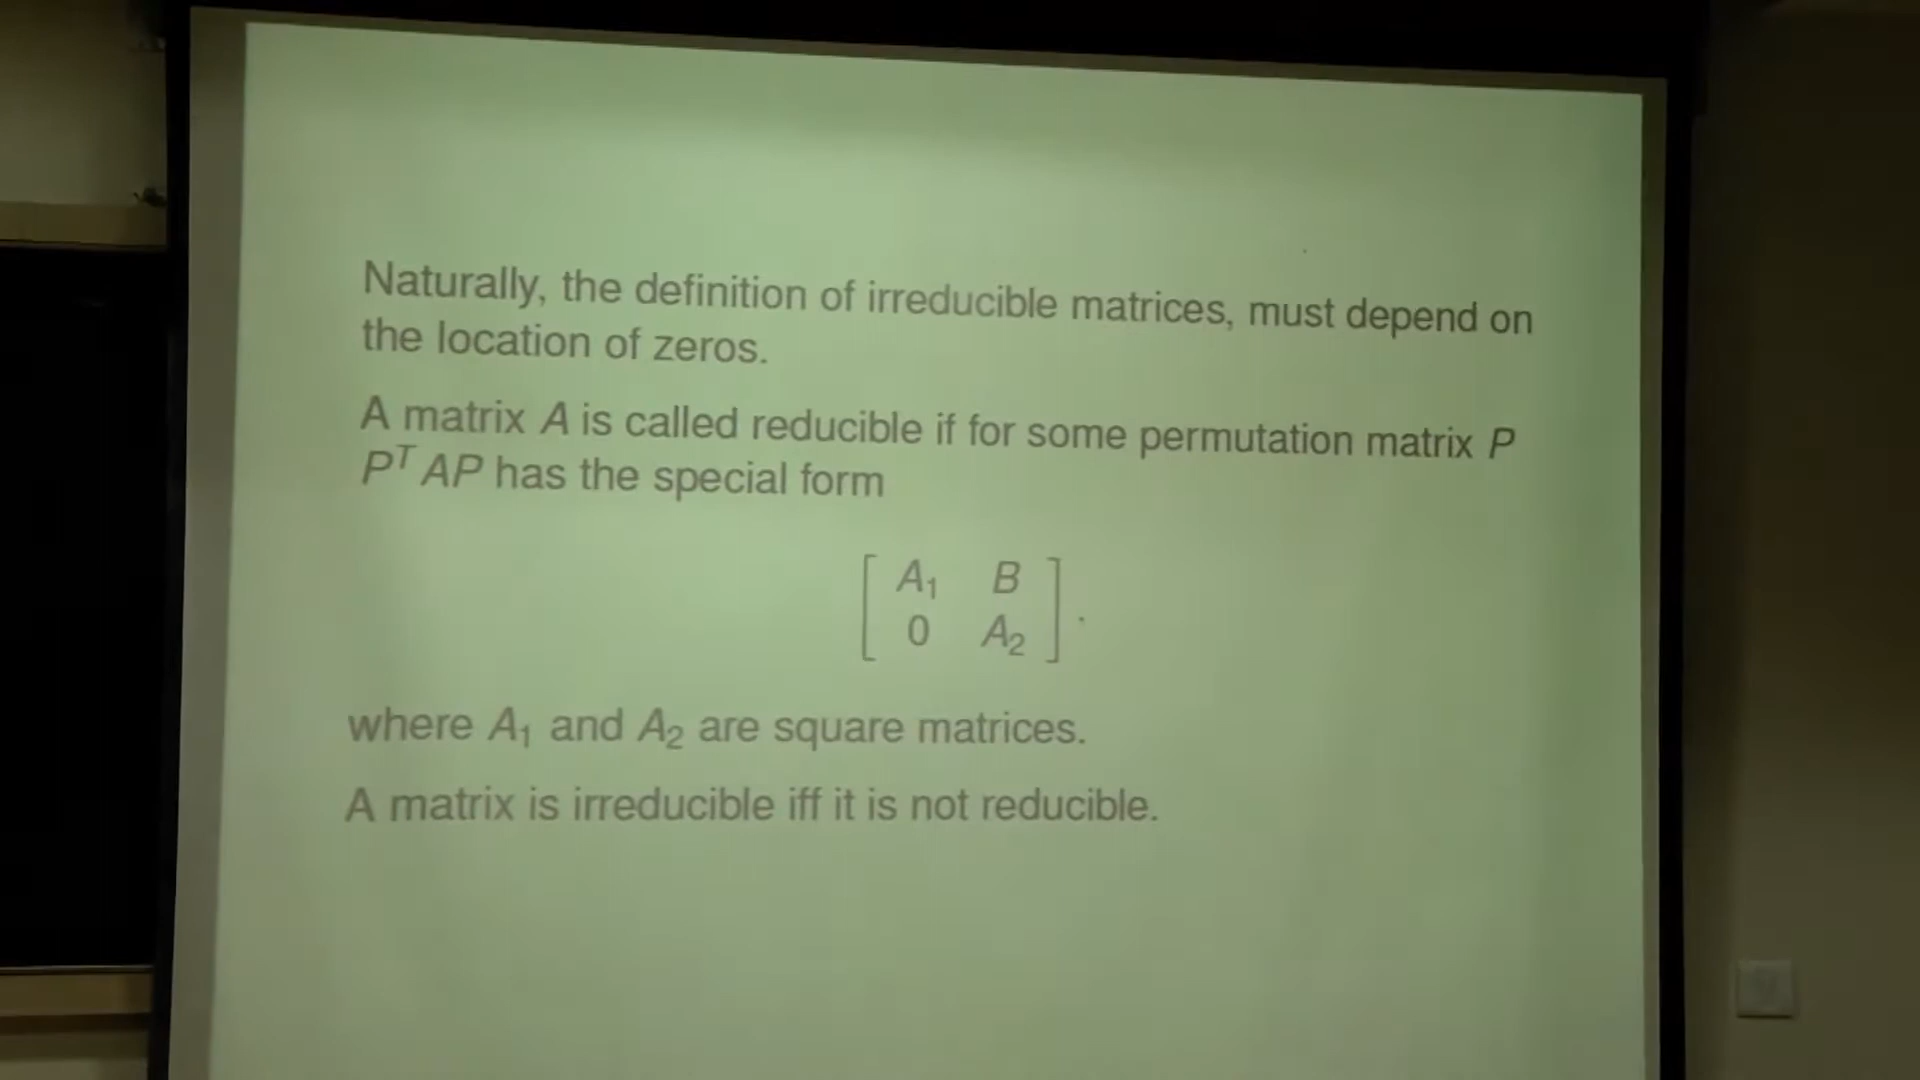 Naturally, the definition of irreducible matrices, must depend on
the location of zeros.
A matrix A is called reducible if for some permutation matrix P
P^T AP has the special form
[ A₁ B
0 A₂ ].
where A₁ and A₂ are square matrices.
A matrix is irreducible iff it is not reducible.